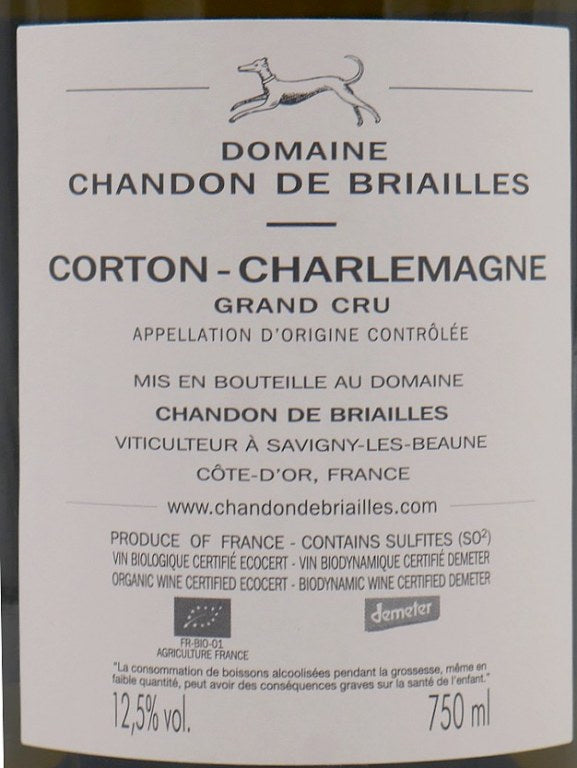 DOMAINE
CHANDON DE BRIAILLES
CORTON - CHARLEMAGNE
GRAND CRU
APPELLATION D'ORIGINE CONTRÔLÉE
MIS EN BOUTEILLE AU DOMAINE
CHANDON DE BRIAILLES
VITICULTEUR À SAVIGNY-LES-BEAUNE
CÔTE-D'OR, FRANCE
www.chandondebriailles.com
PRODUCE OF FRANCE - CONTAINS SULFITES (SO²)
VIN BIOLOGIQUE CERTIFIÉ ECOCERT - VIN BIODYNAMIQUE CERTIFIÉ DEMETER
ORGANIC WINE CERTIFIED ECOCERT - BIODYNAMIC WINE CERTIFIED DEMETER
demeter
FR-BIO-01
AGRICULTURE FRANCE
"La consommation de boissons alcoolisées pendant la grossesse, même en
faible quantité, peut avoir des conséquences graves sur la santé de l'enfant."
12,5% vol. 750 ml